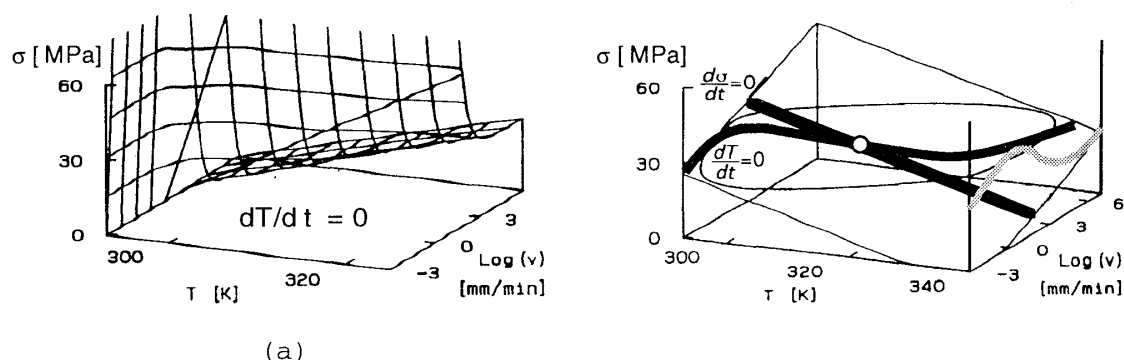 σ [MPa]
60
30
0
300
320
T [K]
dT/dt = 0
-3
0
3
Log (v)
[mm/min]
(a)
σ [MPa]
60
30
0
dσ/dt=0
dT/dt=0
300
320
340
T [K]
-3
0
3
6
Log (v)
[mm/min]